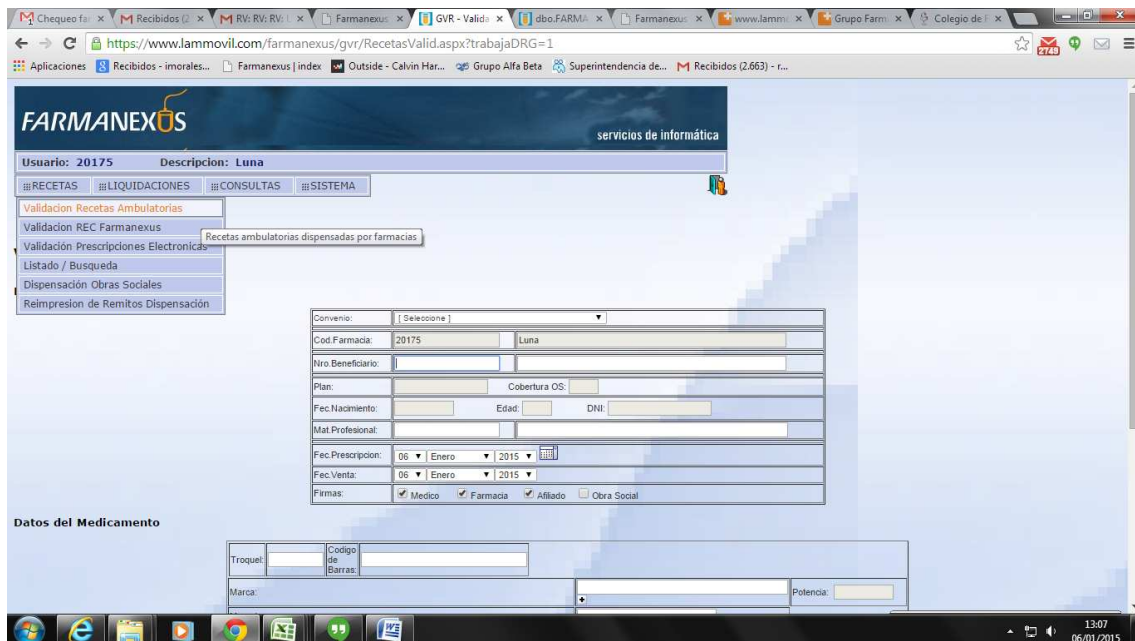 Chequeo fa
Recibidos (2
RV: RV: RV: 
Farmanexus
GVR - Valida
dbo.FARMA
Farmanexus
www.lammo
Grupo Farm
Colegio de F
https://www.lammovil.com/farmanexus/gvr/RecetasValid.aspx?trabajaDRG=1
2149
Aplicaciones
Recibidos - imorales...
Farmanexus | index
Outside - Calvin Har...
Grupo Alfa Beta
Superintendencia de...
Recibidos (2.663) - r...
FARMANEXUS
servicios de informática
Usuario: 20175 Descripcion: Luna
RECETAS LIQUIDACIONES CONSULTAS SISTEMA
Validacion Recetas Ambulatorias
Validacion REC Farmanexus
Recetas ambulatorias dispensadas por farmacias
Validación Prescripciones Electronicas
Listado / Busqueda
Dispensación Obras Sociales
Reimpresion de Remitos Dispensación
Convenio: [ Seleccione ]
Cod.Farmacia: 20175 Luna
Nro.Beneficiario:
Plan: Cobertura OS:
Fec.Nacimiento: Edad: DNI:
Mat.Profesional:
Fec.Prescripcion: 06 Enero 2015
Fec.Venta: 06 Enero 2015
Firmas: Medico Farmacia Afiliado Obra Social
Datos del Medicamento
Troquel: Codigo de Barras:
Marca: Potencia:
13:07
06/01/2015